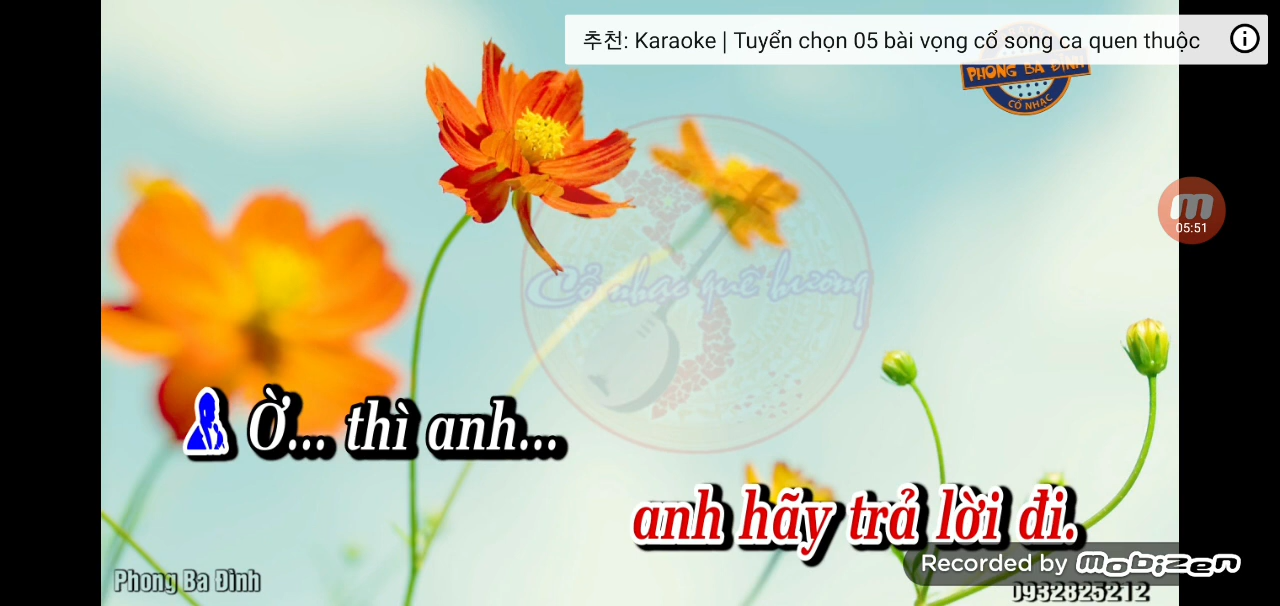 추천: Karaoke | Tuyển chọn 05 bài vọng cổ song ca quen thuộc
PHONG BA ĐÌNH
CỔ NHẠC
05:51
Cổ nhạc quê hương
Ờ... thì anh...
anh hãy trả lời đi.
Recorded by mobizen
Phong Ba Đình
0932825212